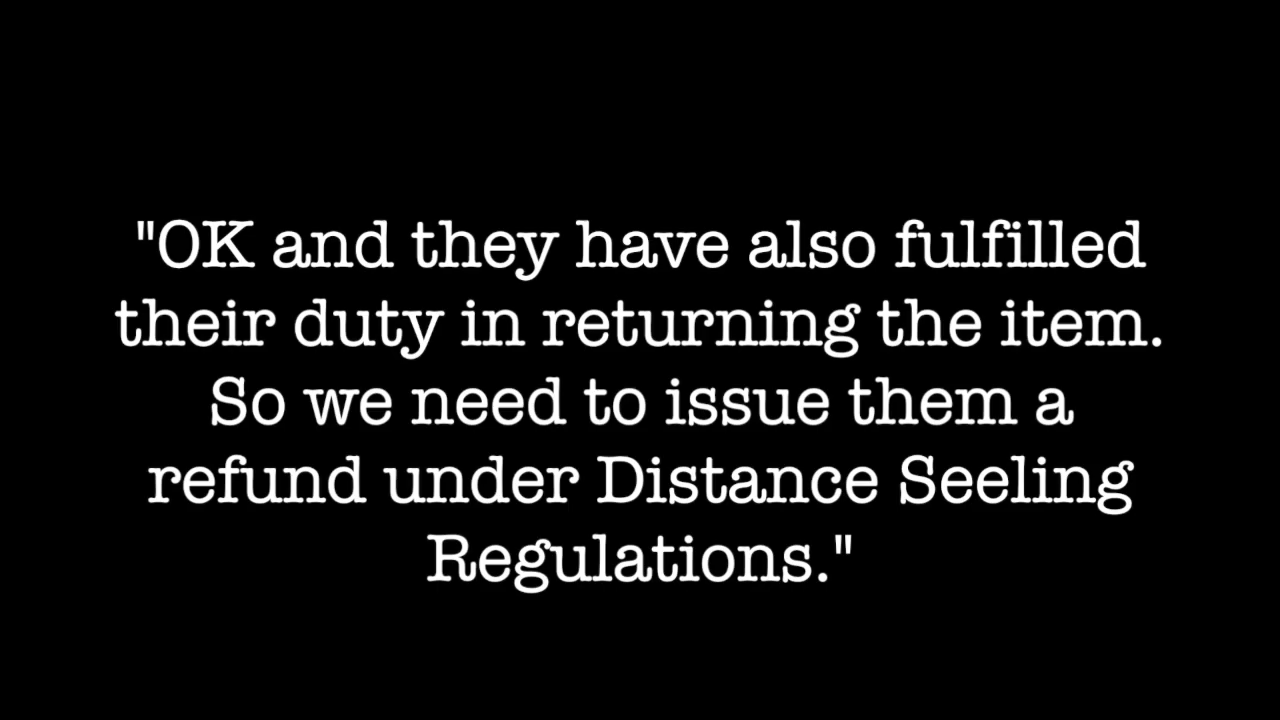 "OK and they have also fulfilled
their duty in returning the item.
So we need to issue them a
refund under Distance Seeling
Regulations."